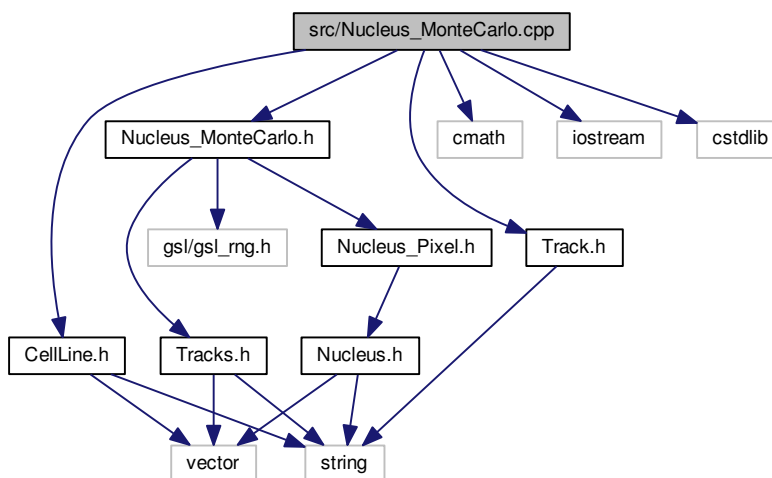 src/Nucleus_MonteCarlo.cpp
Nucleus_MonteCarlo.h
cmath
iostream
cstdlib
gsl/gsl_rng.h
Nucleus_Pixel.h
Track.h
CellLine.h
Tracks.h
Nucleus.h
vector
string